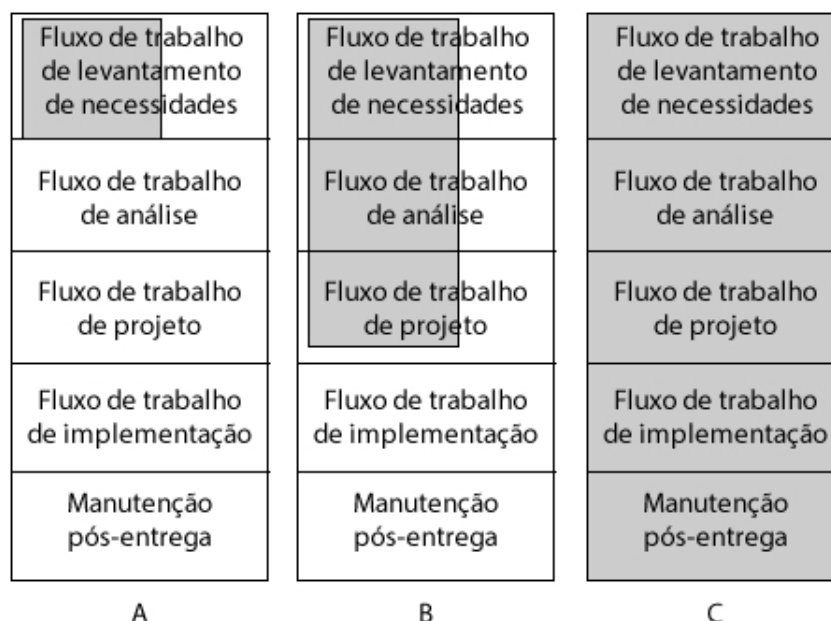 Fluxo de trabalho
de levantamento
de necessidades
Fluxo de trabalho
de análise
Fluxo de trabalho
de projeto
Fluxo de trabalho
de implementação
Manutenção
pós-entrega
A
Fluxo de trabalho
de levantamento
de necessidades
Fluxo de trabalho
de análise
Fluxo de trabalho
de projeto
Fluxo de trabalho
de implementação
Manutenção
pós-entrega
B
Fluxo de trabalho
de levantamento
de necessidades
Fluxo de trabalho
de análise
Fluxo de trabalho
de projeto
Fluxo de trabalho
de implementação
Manutenção
pós-entrega
C